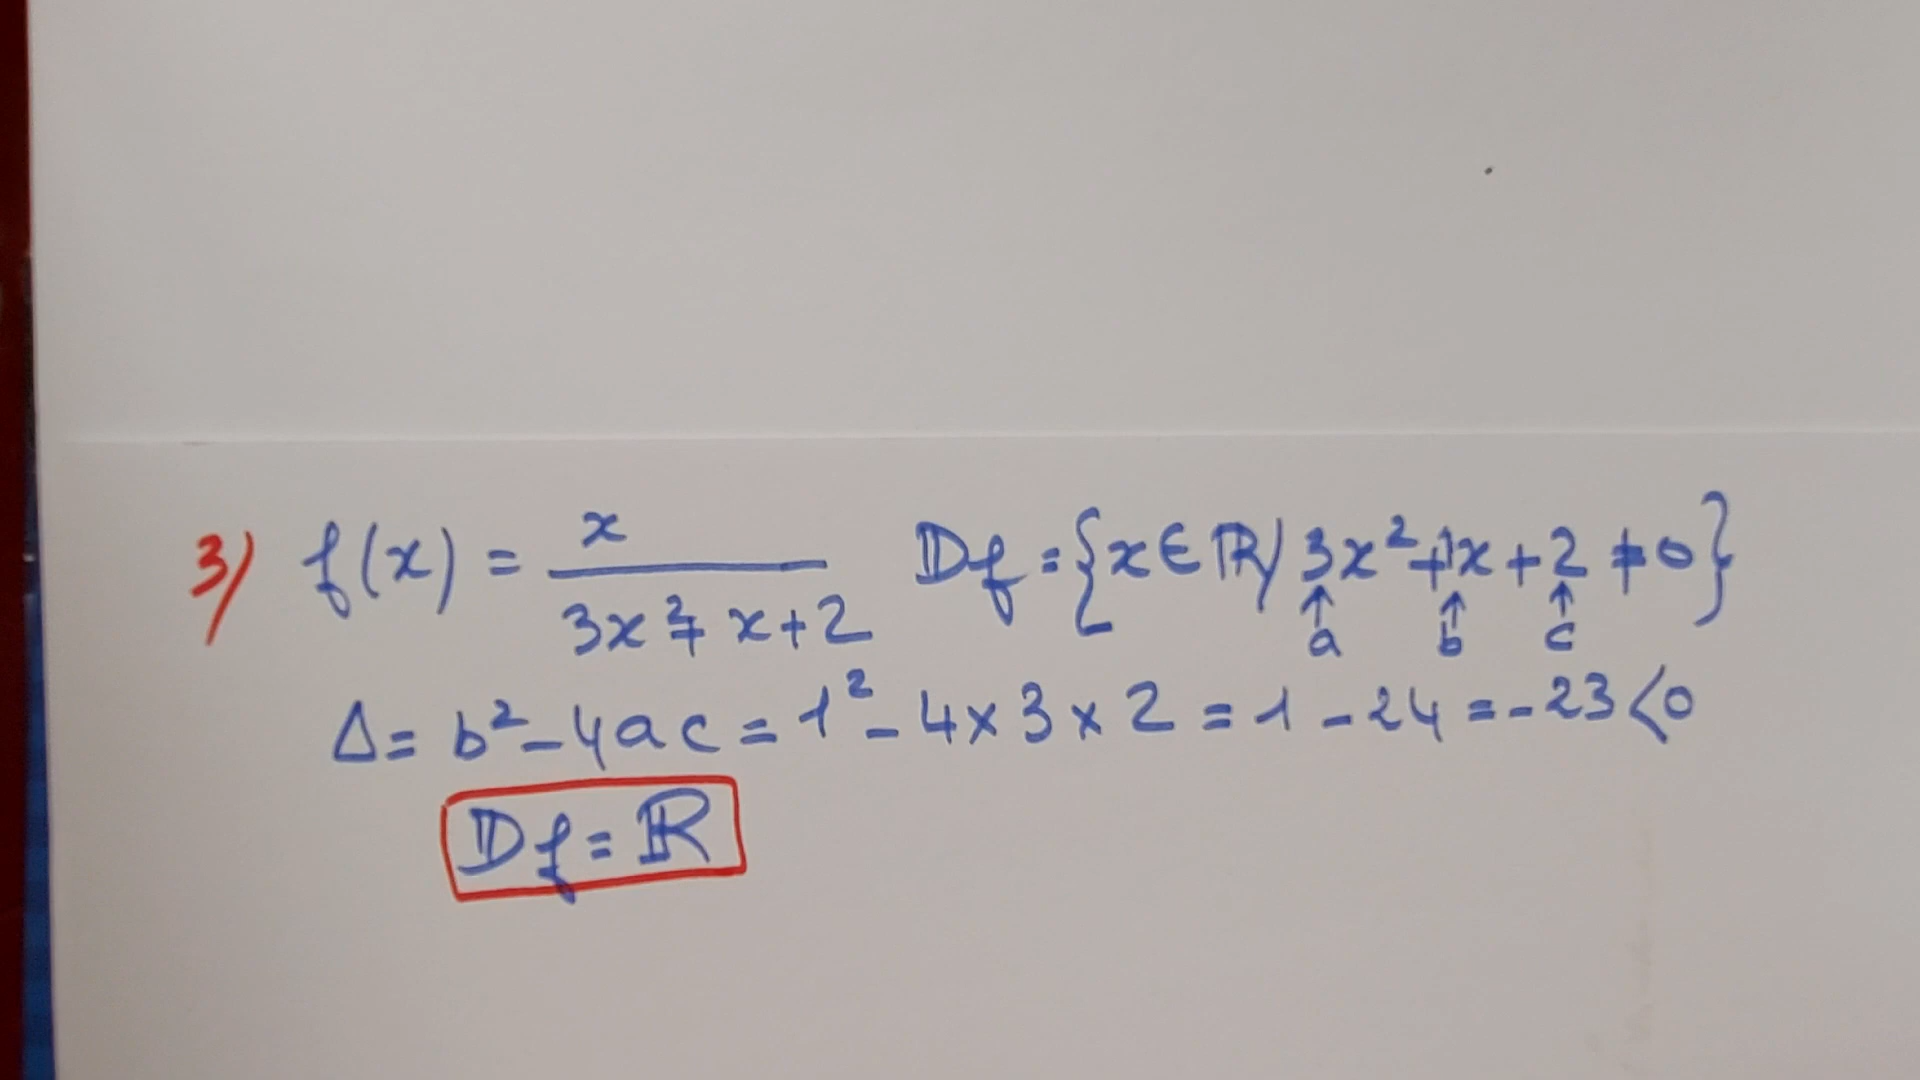 3) f(x) = x / (3x²+x+2) Df = {x∈ℝ / 3x²+1x+2 ≠ 0}
↑a ↑b ↑c
Δ = b²-4ac = 1²-4×3×2 = 1-24 = -23<0
Df = ℝ